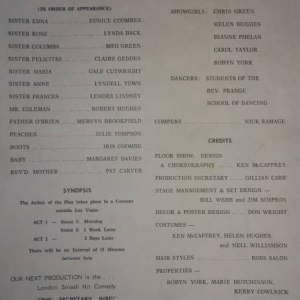 (IN ORDER OF APPEARANCE)
SISTER EDNA EUNICE COOMBES
SISTER ROSE LYNDA BACK
SISTER COLUMBA MEG GREEN
SISTER FELICITAS CLAIRE GEDDES
SISTER MARIA GALE CUTWRIGHT
SISTER ANNE LYNDELL TOWN
SISTER FRANCES LENORE LINDSEY
MR. COLEMAN ROBERT HUGHES
FATHER O'BRIEN MERVYN BROOKFIELD
PEACHES JULIE TOMPSON
BOOTS IRIS COOMBE
BABY MARGARET DAVIES
REV'D MOTHER PAT CARVER
SYNOPSIS
The Action of the Play takes place in a Convent
outside Las Vegas
ACT 1 - Scene 1: Morning
Scene 2: 1 Week Later
ACT 2 - 2 Days Later
There will be an Interval of 15 Minutes
between Acts
OUR NEXT PRODUCTION IS THE . . .
London Smash Hit Comedy
SECRETARY BIRD"
SHOWGIRLS- CHRIS GREEN
HELEN HUGHES
DIANNE PHELAN
CAROL TAYLOR
ROBYN YORK
DANCERS: STUDENTS OF THE
BEV. PRANGE
SCHOOL OF DANCING
COMPERE NICK RAMAGE
CREDITS
FLOOR SHOW, DESIGN
& CHOREOGRAPHY — KEN McCAFFREY
PRODUCTION SECRETARY — GILLIAN CARR
STAGE MANAGEMENT & SET DESIGN —
BILL WEBB and JIM SIMPSON
DECOR & POSTER DESIGN — DOS WRIGHT
COSTUMES —
KEN McCAFFREY, HELEN HUGHES
and NELL WILLIAMSON
HAIR STYLES — ROSS SALON
PROPERTIES —
ROBYN YORK, MARIE HUTCHINSON,
KERRY COWLRICK